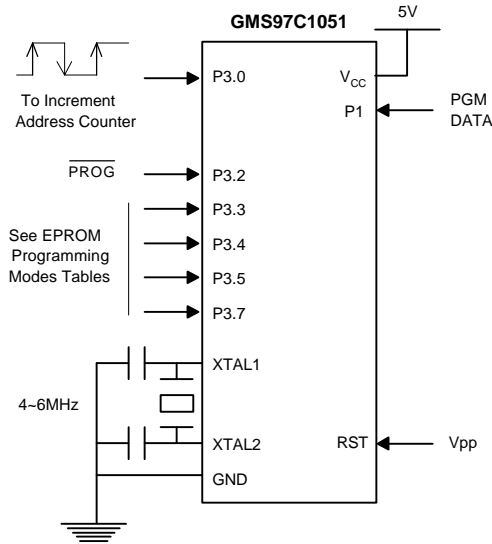 GMS97C1051
5V
P3.0
V_CC
To Increment
Address Counter
P1
PGM
DATA
PROG
P3.2
P3.3
See EPROM
Programming
Modes Tables
P3.4
P3.5
P3.7
XTAL1
4~6MHz
XTAL2
RST
Vpp
GND